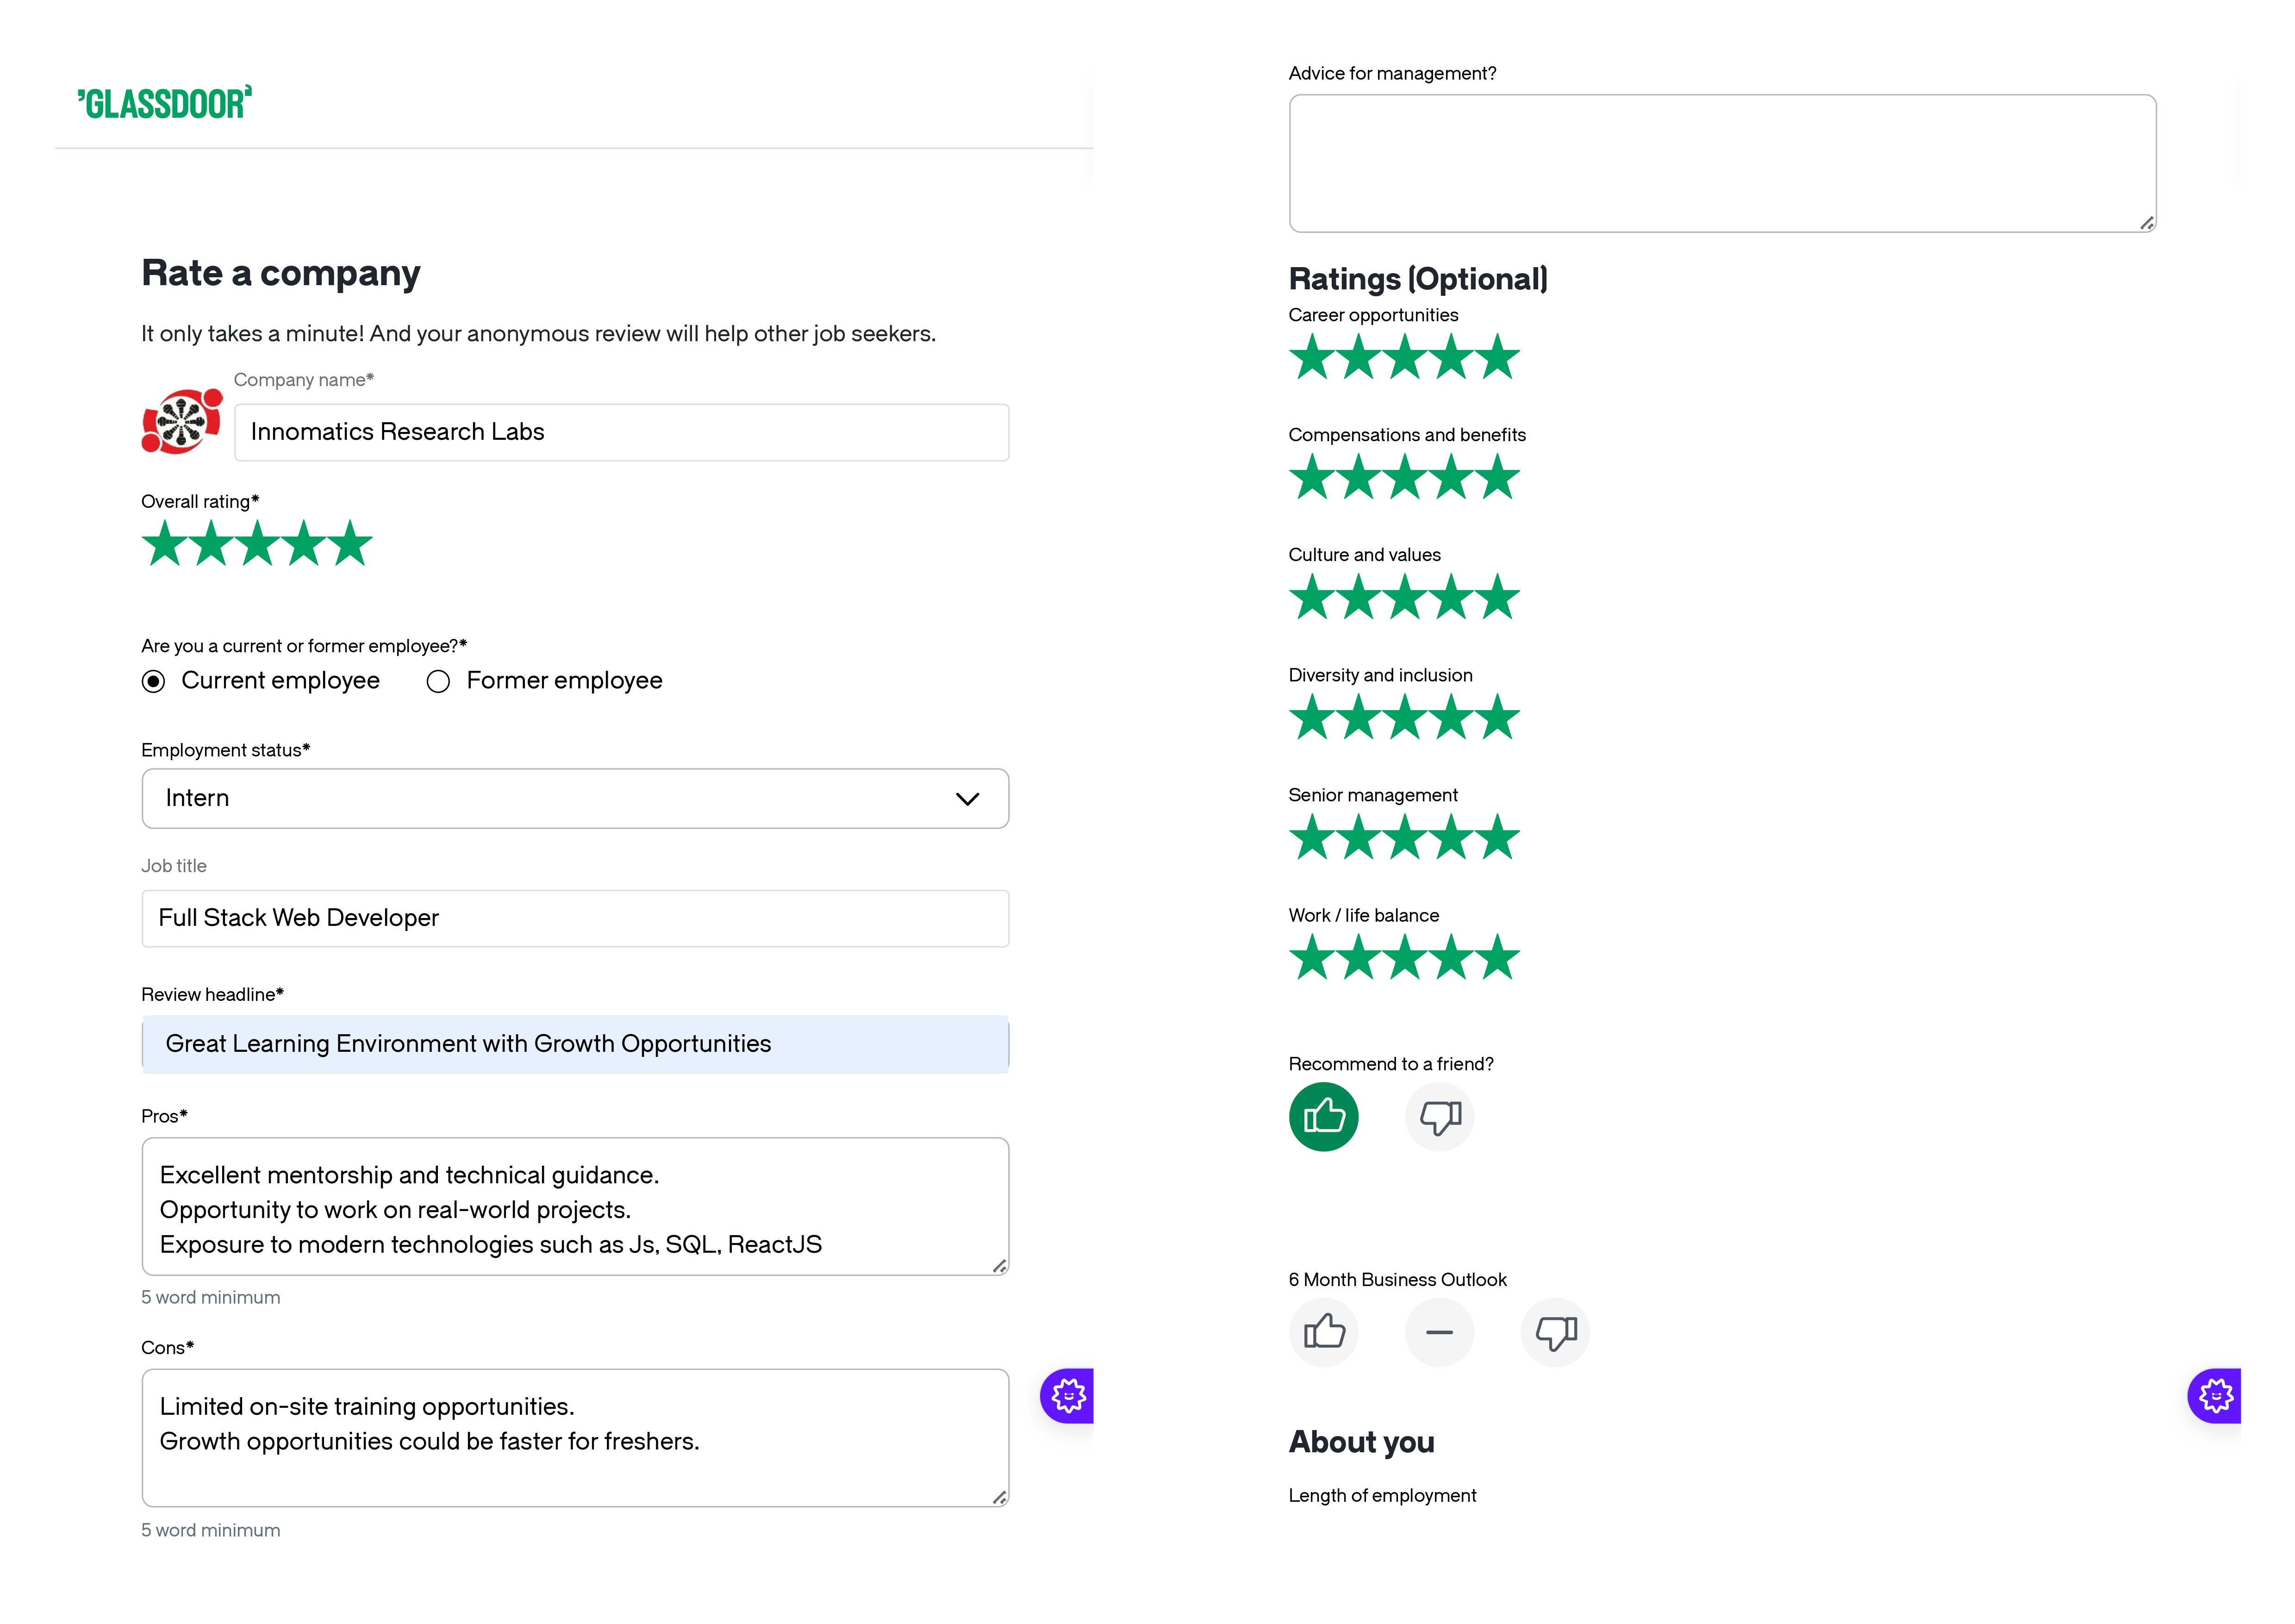 GLASSDOOR
Rate a company
It only takes a minute! And your anonymous review will help other job seekers.
Company name*
Innomatics Research Labs
Overall rating*
Are you a current or former employee?*
Current employee Former employee
Employment status*
Intern
Job title
Full Stack Web Developer
Review headline*
Great Learning Environment with Growth Opportunities
Pros*
Excellent mentorship and technical guidance.
Opportunity to work on real-world projects.
Exposure to modern technologies such as Js, SQL, ReactJS
5 word minimum
Cons*
Limited on-site training opportunities.
Growth opportunities could be faster for freshers.
5 word minimum
Advice for management?
Ratings (Optional)
Career opportunities
Compensations and benefits
Culture and values
Diversity and inclusion
Senior management
Work / life balance
Recommend to a friend?
6 Month Business Outlook
About you
Length of employment